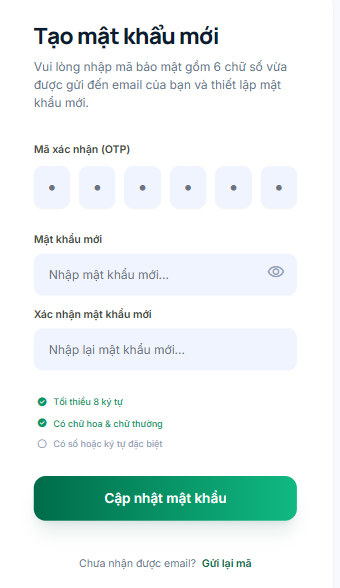 Tạo mật khẩu mới
Vui lòng nhập mã bảo mật gồm 6 chữ số vừa
được gửi đến email của bạn và thiết lập mật
khẩu mới.
Mã xác nhận (OTP)
Mật khẩu mới
Nhập mật khẩu mới...
Xác nhận mật khẩu mới
Nhập lại mật khẩu mới...
Tối thiểu 8 ký tự
Có chữ hoa & chữ thường
Có số hoặc ký tự đặc biệt
Cập nhật mật khẩu
Chưa nhận được email? Gửi lại mã